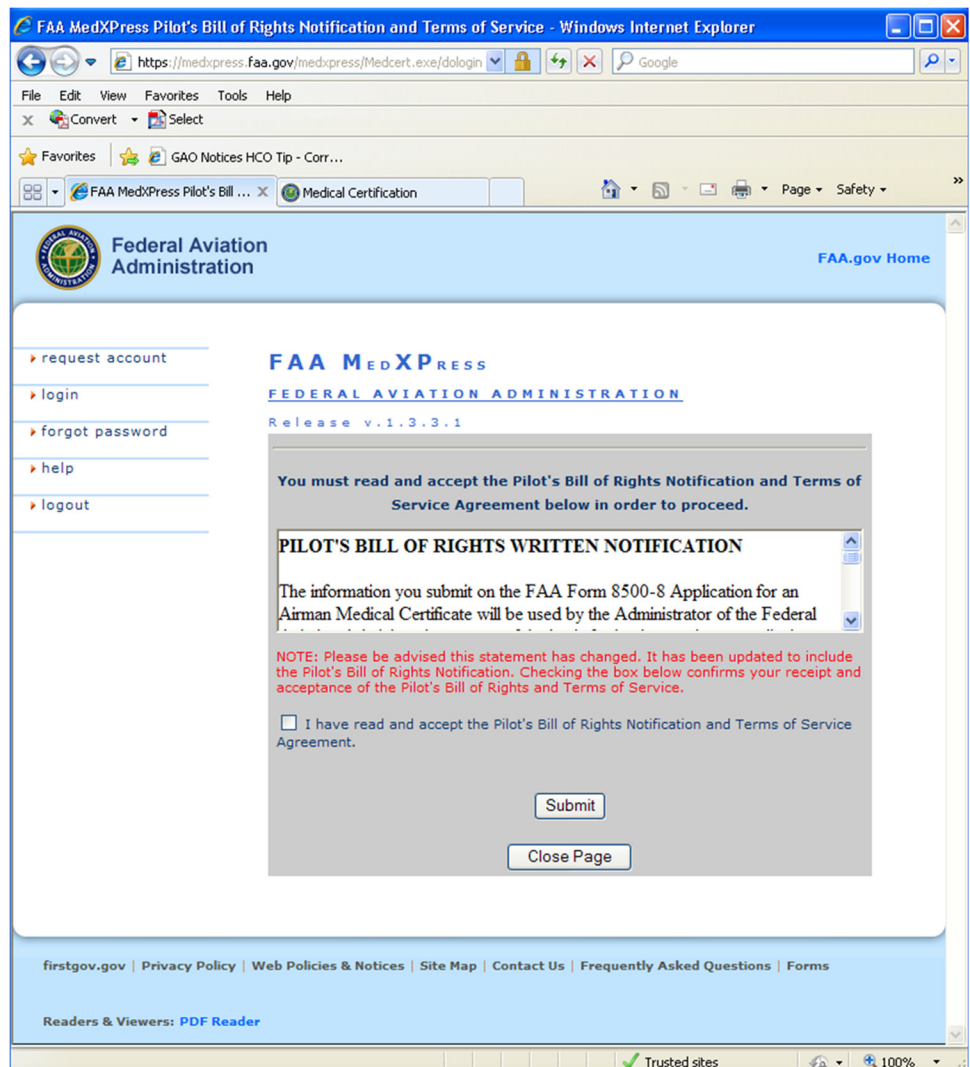 FAA MedXPress Pilot's Bill of Rights Notification and Terms of Service - Windows Internet Explorer
https://medxpress.faa.gov/medxpress/Medcert.exe/dologin
Google
File Edit View Favorites Tools Help
x Convert Select
Favorites GAO Notices HCO Tip - Corr...
FAA MedXPress Pilot's Bill ... X Medical Certification Page Safety »
Federal Aviation
Administration
FAA.gov Home
request account
login
forgot password
help
logout
FAA MEDXPRESS
FEDERAL AVIATION ADMINISTRATION
Release v.1.3.3.1
You must read and accept the Pilot's Bill of Rights Notification and Terms of
Service Agreement below in order to proceed.
PILOT'S BILL OF RIGHTS WRITTEN NOTIFICATION
The information you submit on the FAA Form 8500-8 Application for an
Airman Medical Certificate will be used by the Administrator of the Federal
NOTE: Please be advised this statement has changed. It has been updated to include
the Pilot's Bill of Rights Notification. Checking the box below confirms your receipt and
acceptance of the Pilot's Bill of Rights and Terms of Service.
I have read and accept the Pilot's Bill of Rights Notification and Terms of Service
Agreement.
Submit
Close Page
firstgov.gov | Privacy Policy | Web Policies & Notices | Site Map | Contact Us | Frequently Asked Questions | Forms
Readers & Viewers: PDF Reader
Trusted sites 100%